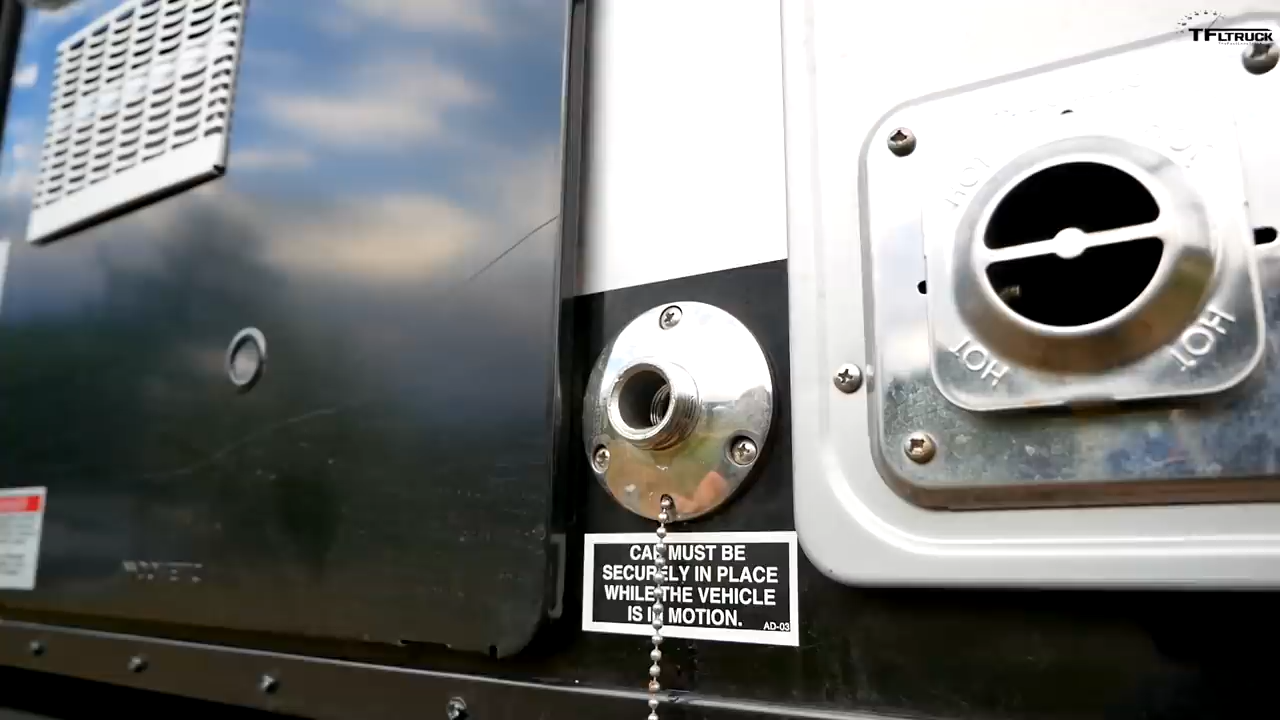 TFLTRUCK
HOT
HOT
HOT
CAP MUST BE
SECURELY IN PLACE
WHILE THE VEHICLE
IS IN MOTION.
AD-03